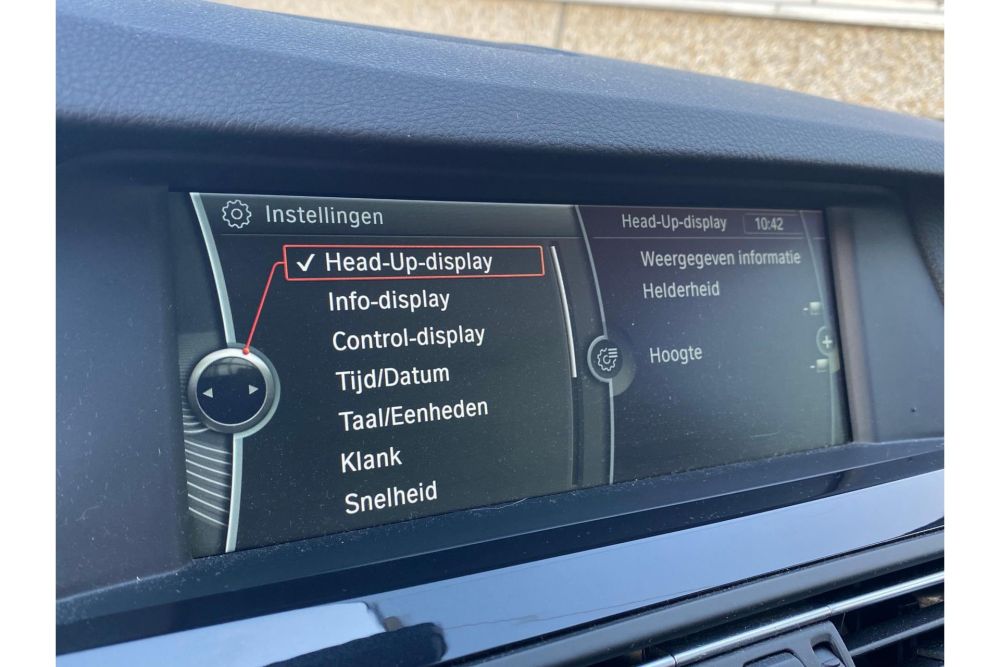 Instellingen
Head-Up-display
Info-display
Control-display
Tijd/Datum
Taal/Eenheden
Klank
Snelheid
Head-Up-display 10:42
Weergegeven informatie
Helderheid
Hoogte